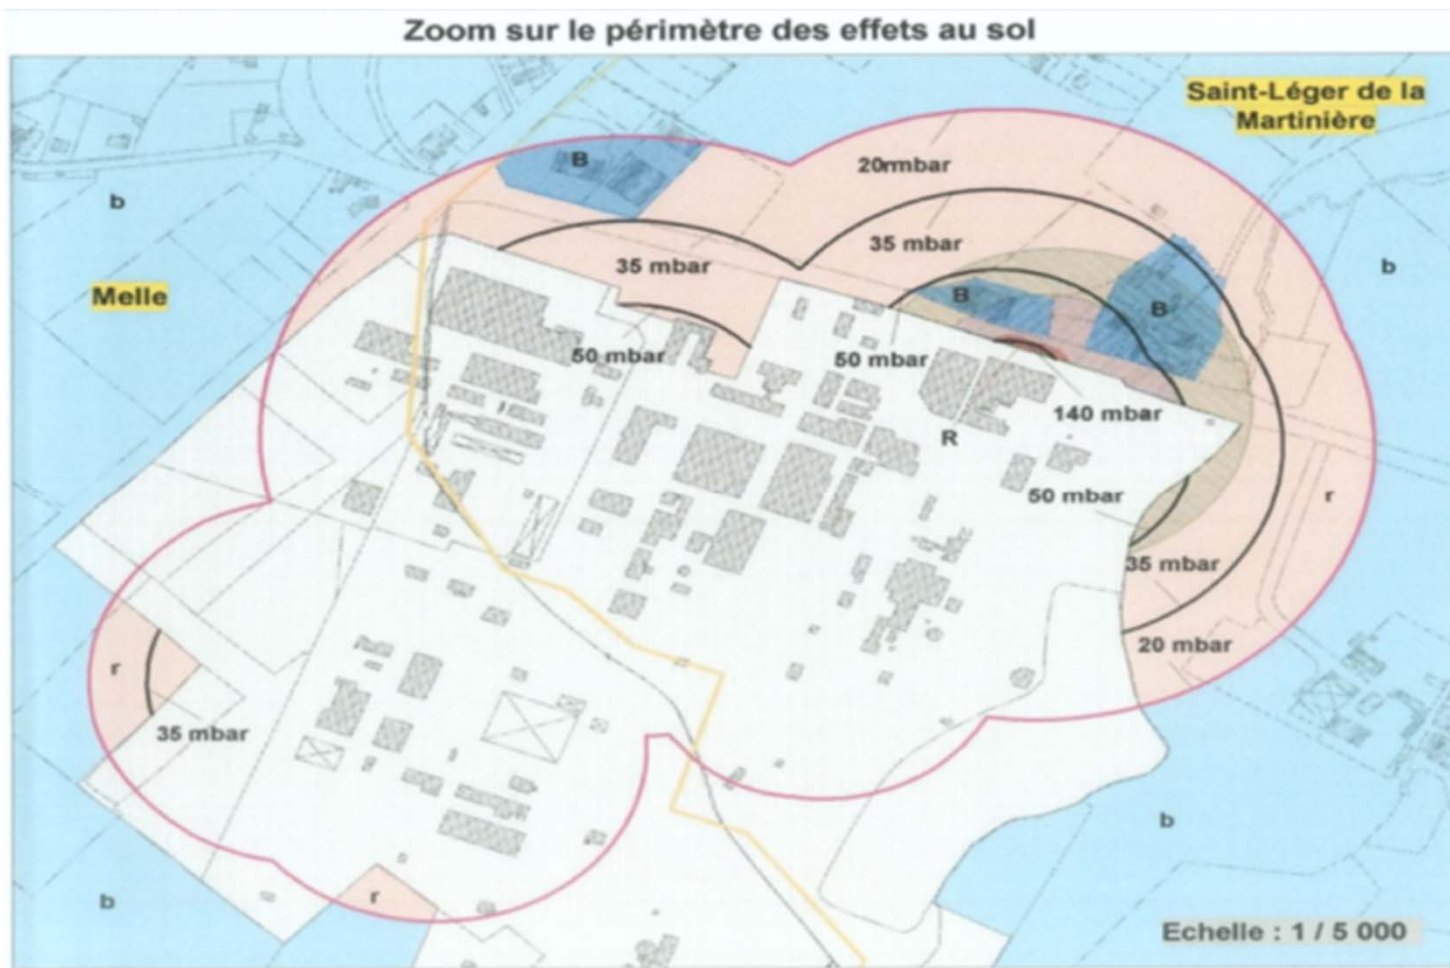 Zoom sur le périmètre des effets au sol
Saint-Léger de la
Martinière
B
20mbar
b
35 mbar
35 mbar
b
Melle
B
B
50 mbar
50 mbar
140 mbar
R
50 mbar
r
35 mbar
20 mbar
r
35 mbar
b
r
b
Echelle : 1 / 5 000